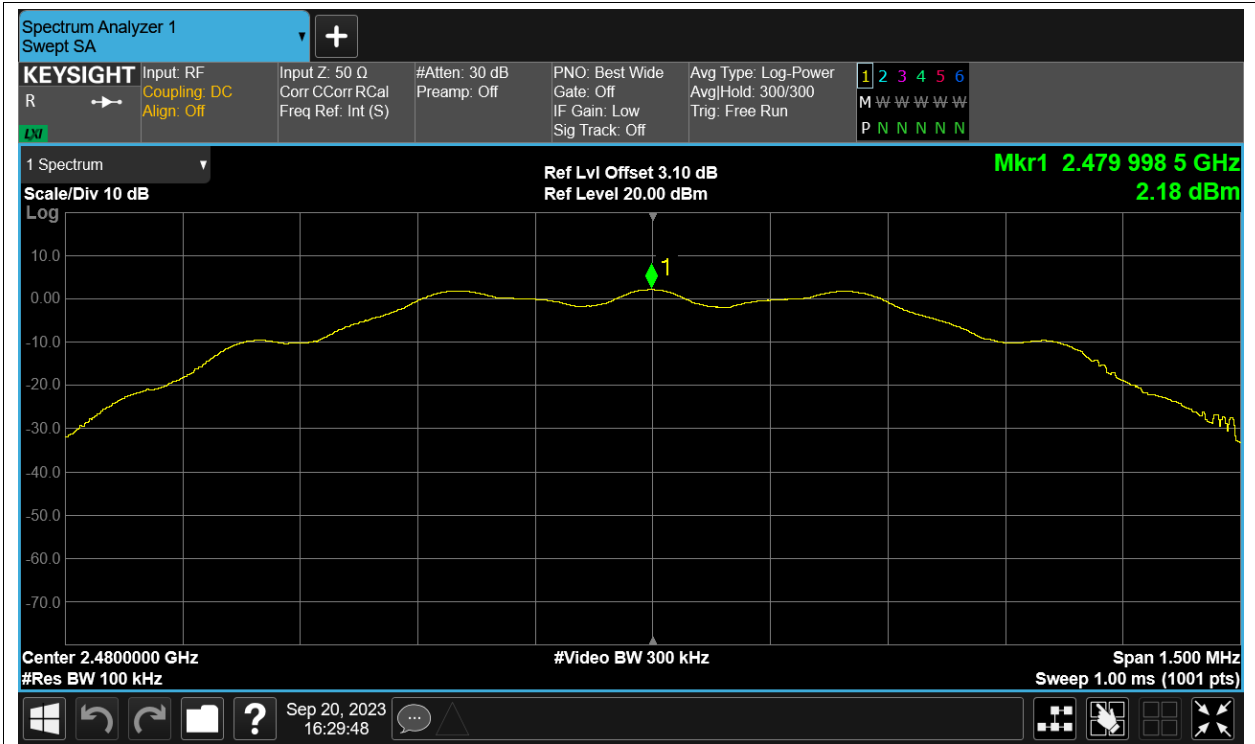 Spectrum Analyzer 1
Swept SA
KEYSIGHT
R
LXI
Input: RF
Coupling: DC
Align: Off
Input Z: 50 Ω
Corr CCorr RCal
Freq Ref: Int (S)
#Atten: 30 dB
Preamp: Off
PNO: Best Wide
Gate: Off
IF Gain: Low
Sig Track: Off
Avg Type: Log-Power
Avg|Hold: 300/300
Trig: Free Run
1 2 3 4 5 6
M W W W W W
P N N N N N
1 Spectrum
Scale/Div 10 dB
Log
Ref Lvl Offset 3.10 dB
Ref Level 20.00 dBm
Mkr1 2.479 998 5 GHz
2.18 dBm
1
10.0
0.00
-10.0
-20.0
-30.0
-40.0
-50.0
-60.0
-70.0
Center 2.4800000 GHz
#Video BW 300 kHz
Span 1.500 MHz
#Res BW 100 kHz
Sweep 1.00 ms (1001 pts)
?
Sep 20, 2023
16:29:48